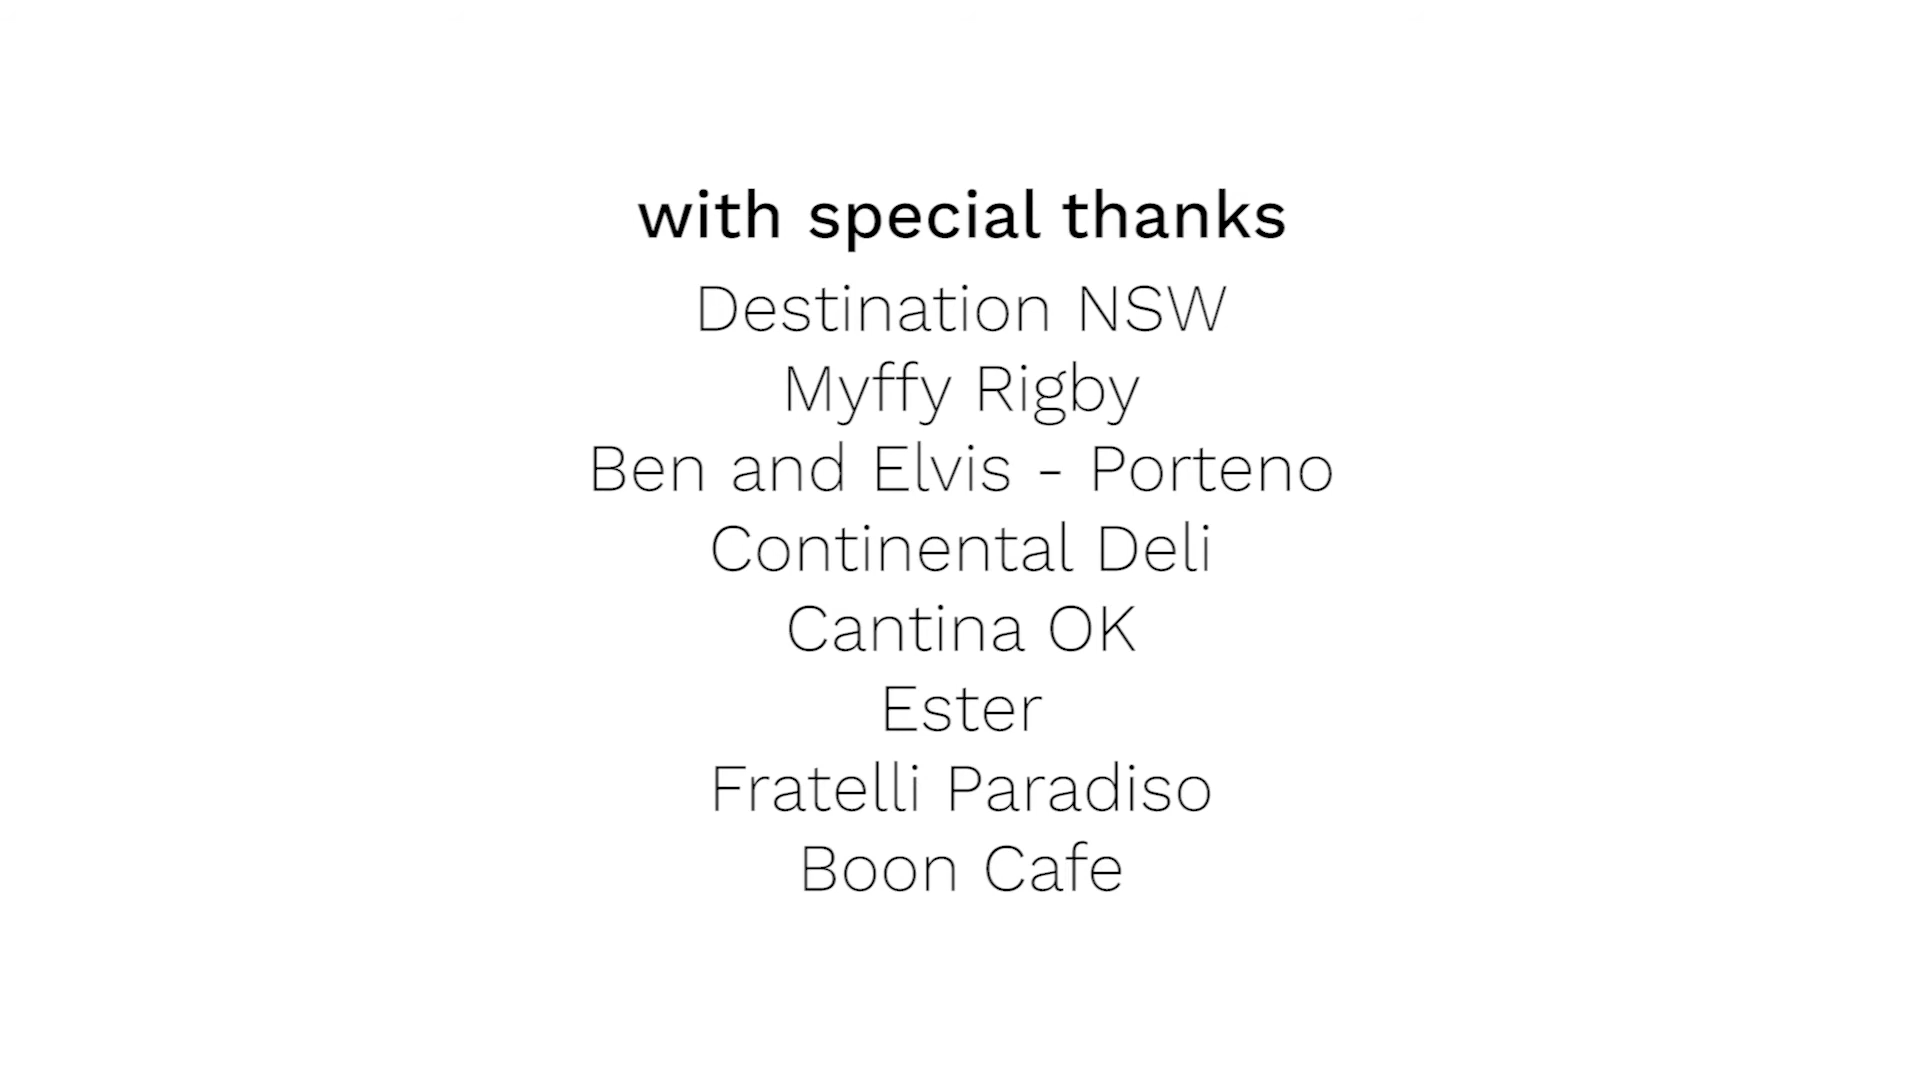 with special thanks
Destination NSW
Myffy Rigby
Ben and Elvis - Porteno
Continental Deli
Cantina OK
Ester
Fratelli Paradiso
Boon Cafe